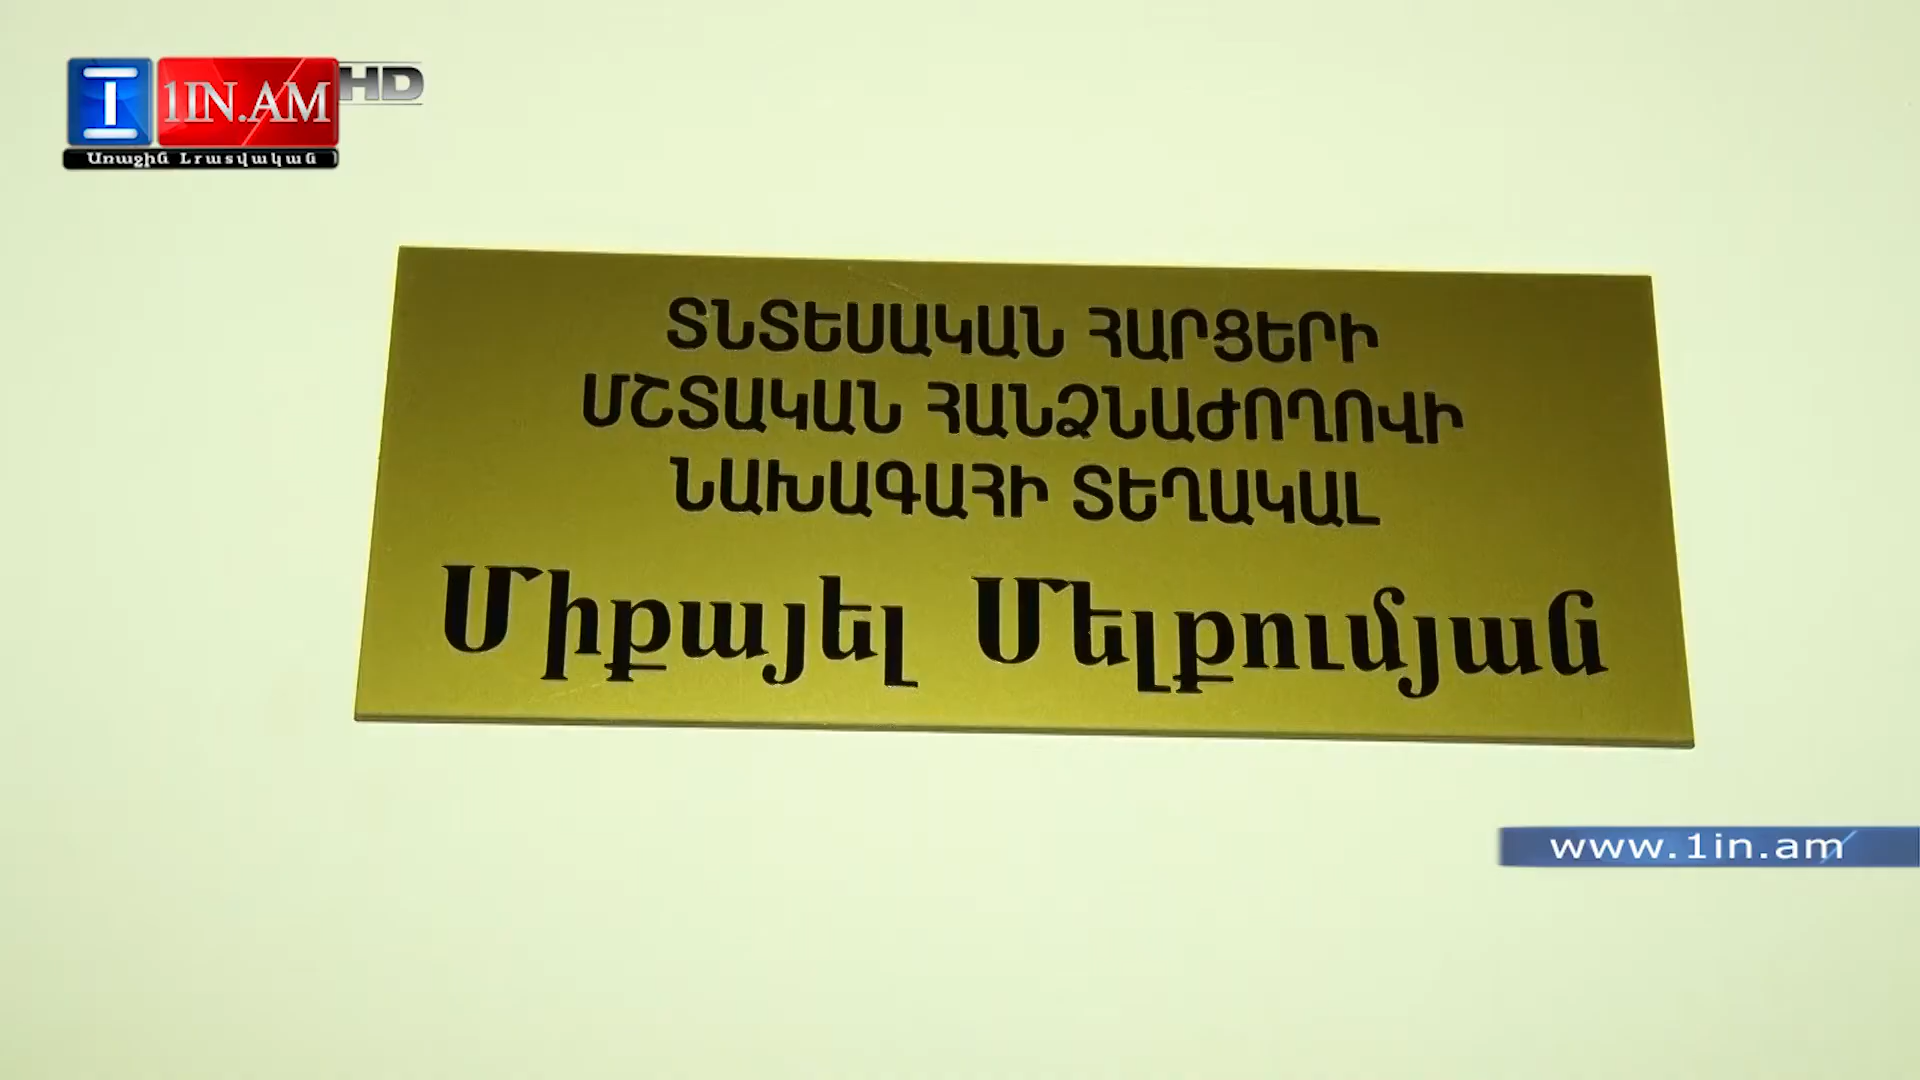 I 1IN.AM HD
Առաջին Լրատվական
ՏՆՏԵՍԱԿԱՆ ՀԱՐՑԵՐԻ
ՄՇՏԱԿԱՆ ՀԱՆՁՆԱԺՈՂՈՎԻ
ՆԱԽԱԳԱՀԻ ՏԵՂԱԿԱԼ
Միքայել Մելքումյան
www.1in.am